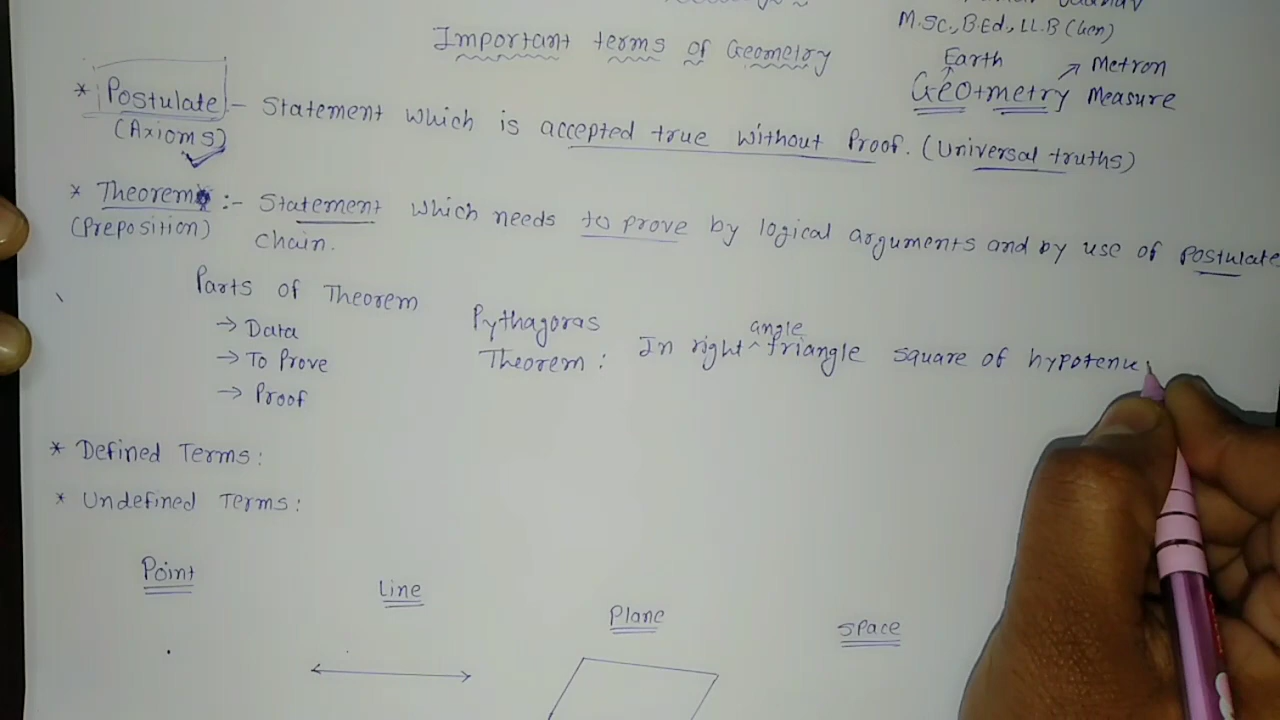 M.Sc., B.Ed., LL.B (Gen)
Important terms of Geometry
Earth
Metron
Geo+metry Measure
* Postulate :- Statement which is accepted true without Proof. (Universal truths)
(Axioms)
* Theorem :- Statement which needs to prove by logical arguments and by use of postulate
(Preposition) chain.
Parts of Theorem
→ Data
→ To Prove
→ Proof
Pythagoras
Theorem : In right ^ angle triangle square of hypotenu
* Defined Terms :
* Undefined Terms :
Point
Line
Plane
Space